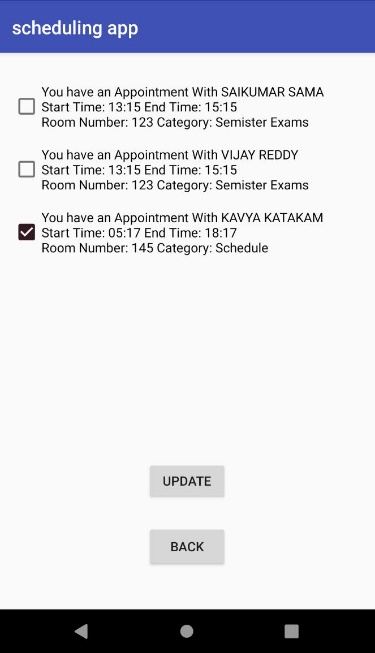 scheduling app
You have an Appointment With SAIKUMAR SAMA
Start Time: 13:15 End Time: 15:15
Room Number: 123 Category: Semister Exams
You have an Appointment With VIJAY REDDY
Start Time: 13:15 End Time: 15:15
Room Number: 123 Category: Semister Exams
You have an Appointment With KAVYA KATAKAM
Start Time: 05:17 End Time: 18:17
Room Number: 145 Category: Schedule
UPDATE
BACK